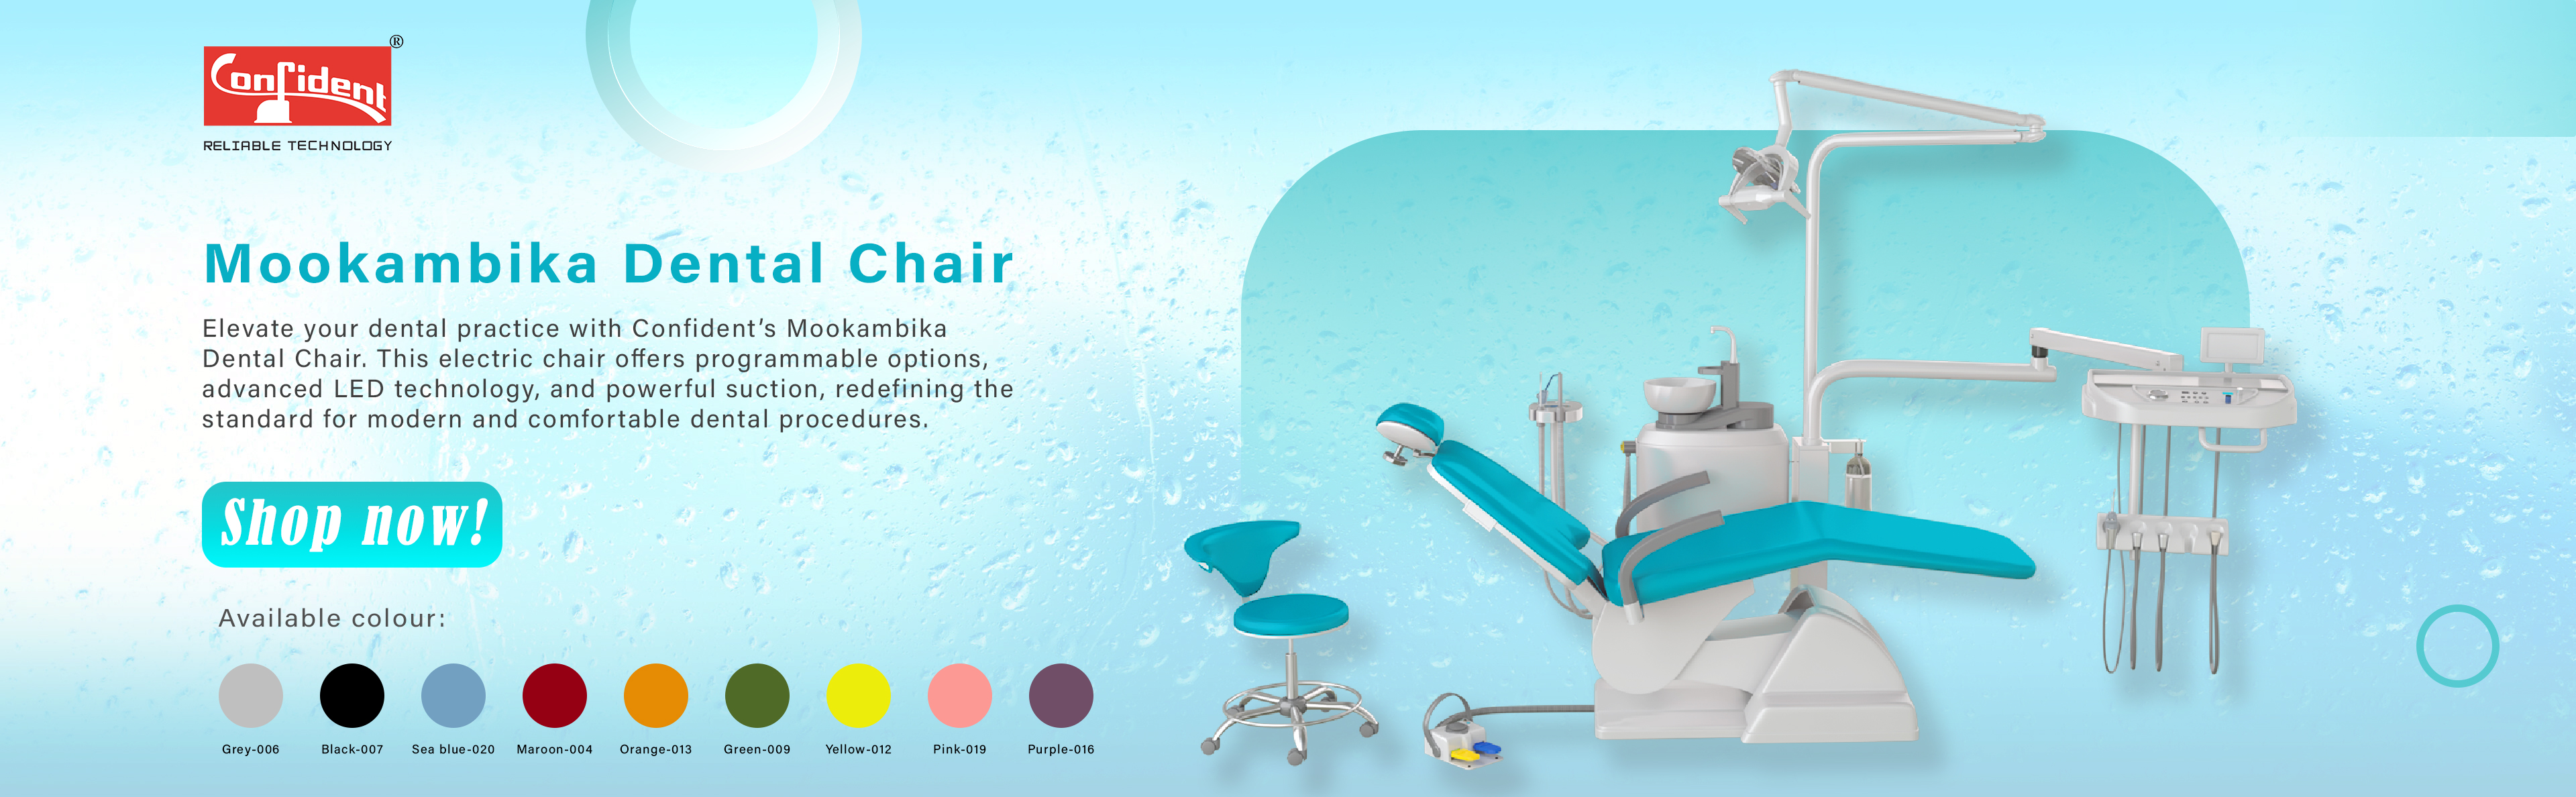 Confident®
RELIABLE TECHNOLOGY
Mookambika Dental Chair
Elevate your dental practice with Confident’s Mookambika
Dental Chair. This electric chair offers programmable options,
advanced LED technology, and powerful suction, redefining the
standard for modern and comfortable dental procedures.
Shop now!
Available colour:
Grey-006 Black-007 Sea blue-020 Maroon-004 Orange-013 Green-009 Yellow-012 Pink-019 Purple-016